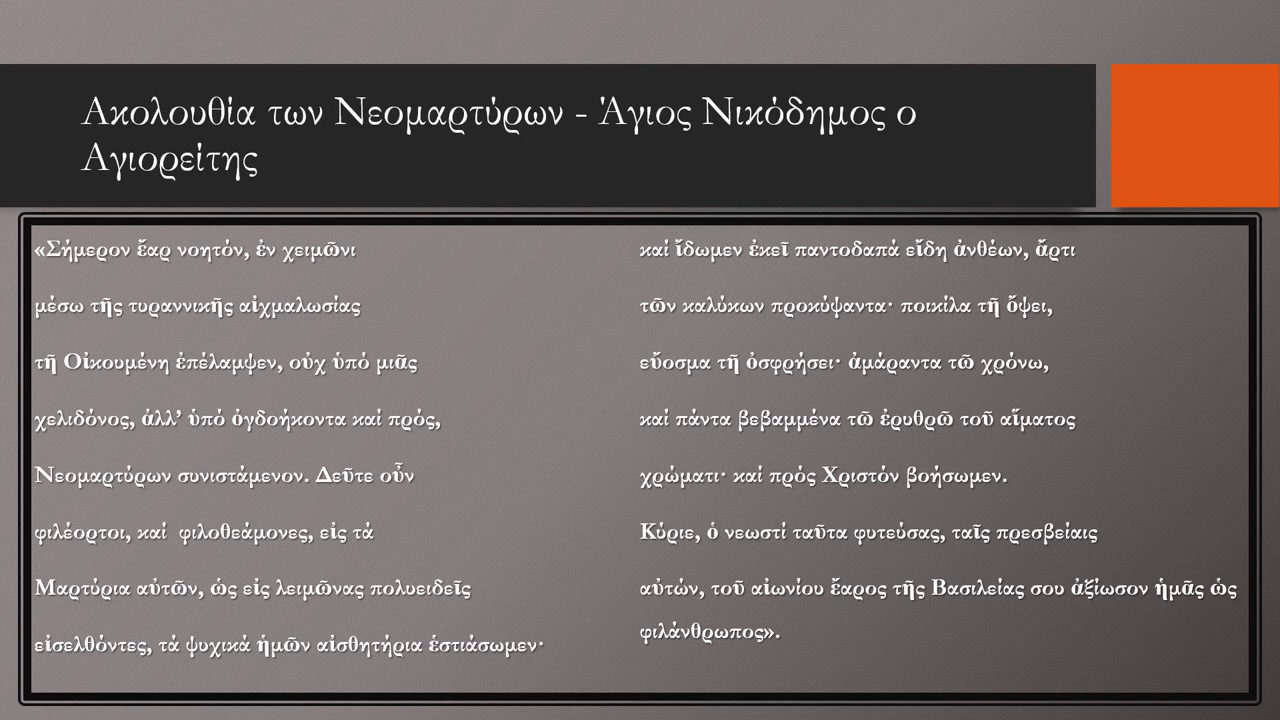 Ακολουθία των Νεομαρτύρων - Άγιος Νικόδημος ο
Αγιορείτης
«Σήμερον ἔαρ νοητόν, ἐν χειμῶνι
μέσω τῆς τυραννικῆς αἰχμαλωσίας
τῆ Οἰκουμένη ἐπέλαμψεν, οὐχ ὑπό μιᾶς
χελιδόνος, ἀλλ’ ὑπό ὀγδοήκοντα καί πρός,
Νεομαρτύρων συνιστάμενον. Δεῦτε οὖν
φιλέορτοι, καί  φιλοθεάμονες, εἰς τά
Μαρτύρια αὐτῶν, ὡς εἰς λειμῶνας πολυειδεῖς
εἰσελθόντες, τά ψυχικά ἡμῶν αἰσθητήρια ἑστιάσωμεν·
καί ἴδωμεν ἐκεῖ παντοδαπά εἴδη ἀνθέων, ἄρτι
τῶν καλύκων προκύψαντα· ποικίλα τῆ ὄψει,
εὔοσμα τῆ ὀσφρήσει· ἀμάραντα τῶ χρόνω,
καί πάντα βεβαμμένα τῶ ἐρυθρῶ τοῦ αἵματος
χρώματι· καί πρός Χριστόν βοήσωμεν.
Κύριε, ὁ νεωστί ταῦτα φυτεύσας, ταῖς πρεσβείαις
αὐτών, τοῦ αἰωνίου ἔαρος τῆς Βασιλείας σου ἀξίωσον ἡμᾶς ὡς
φιλάνθρωπος».